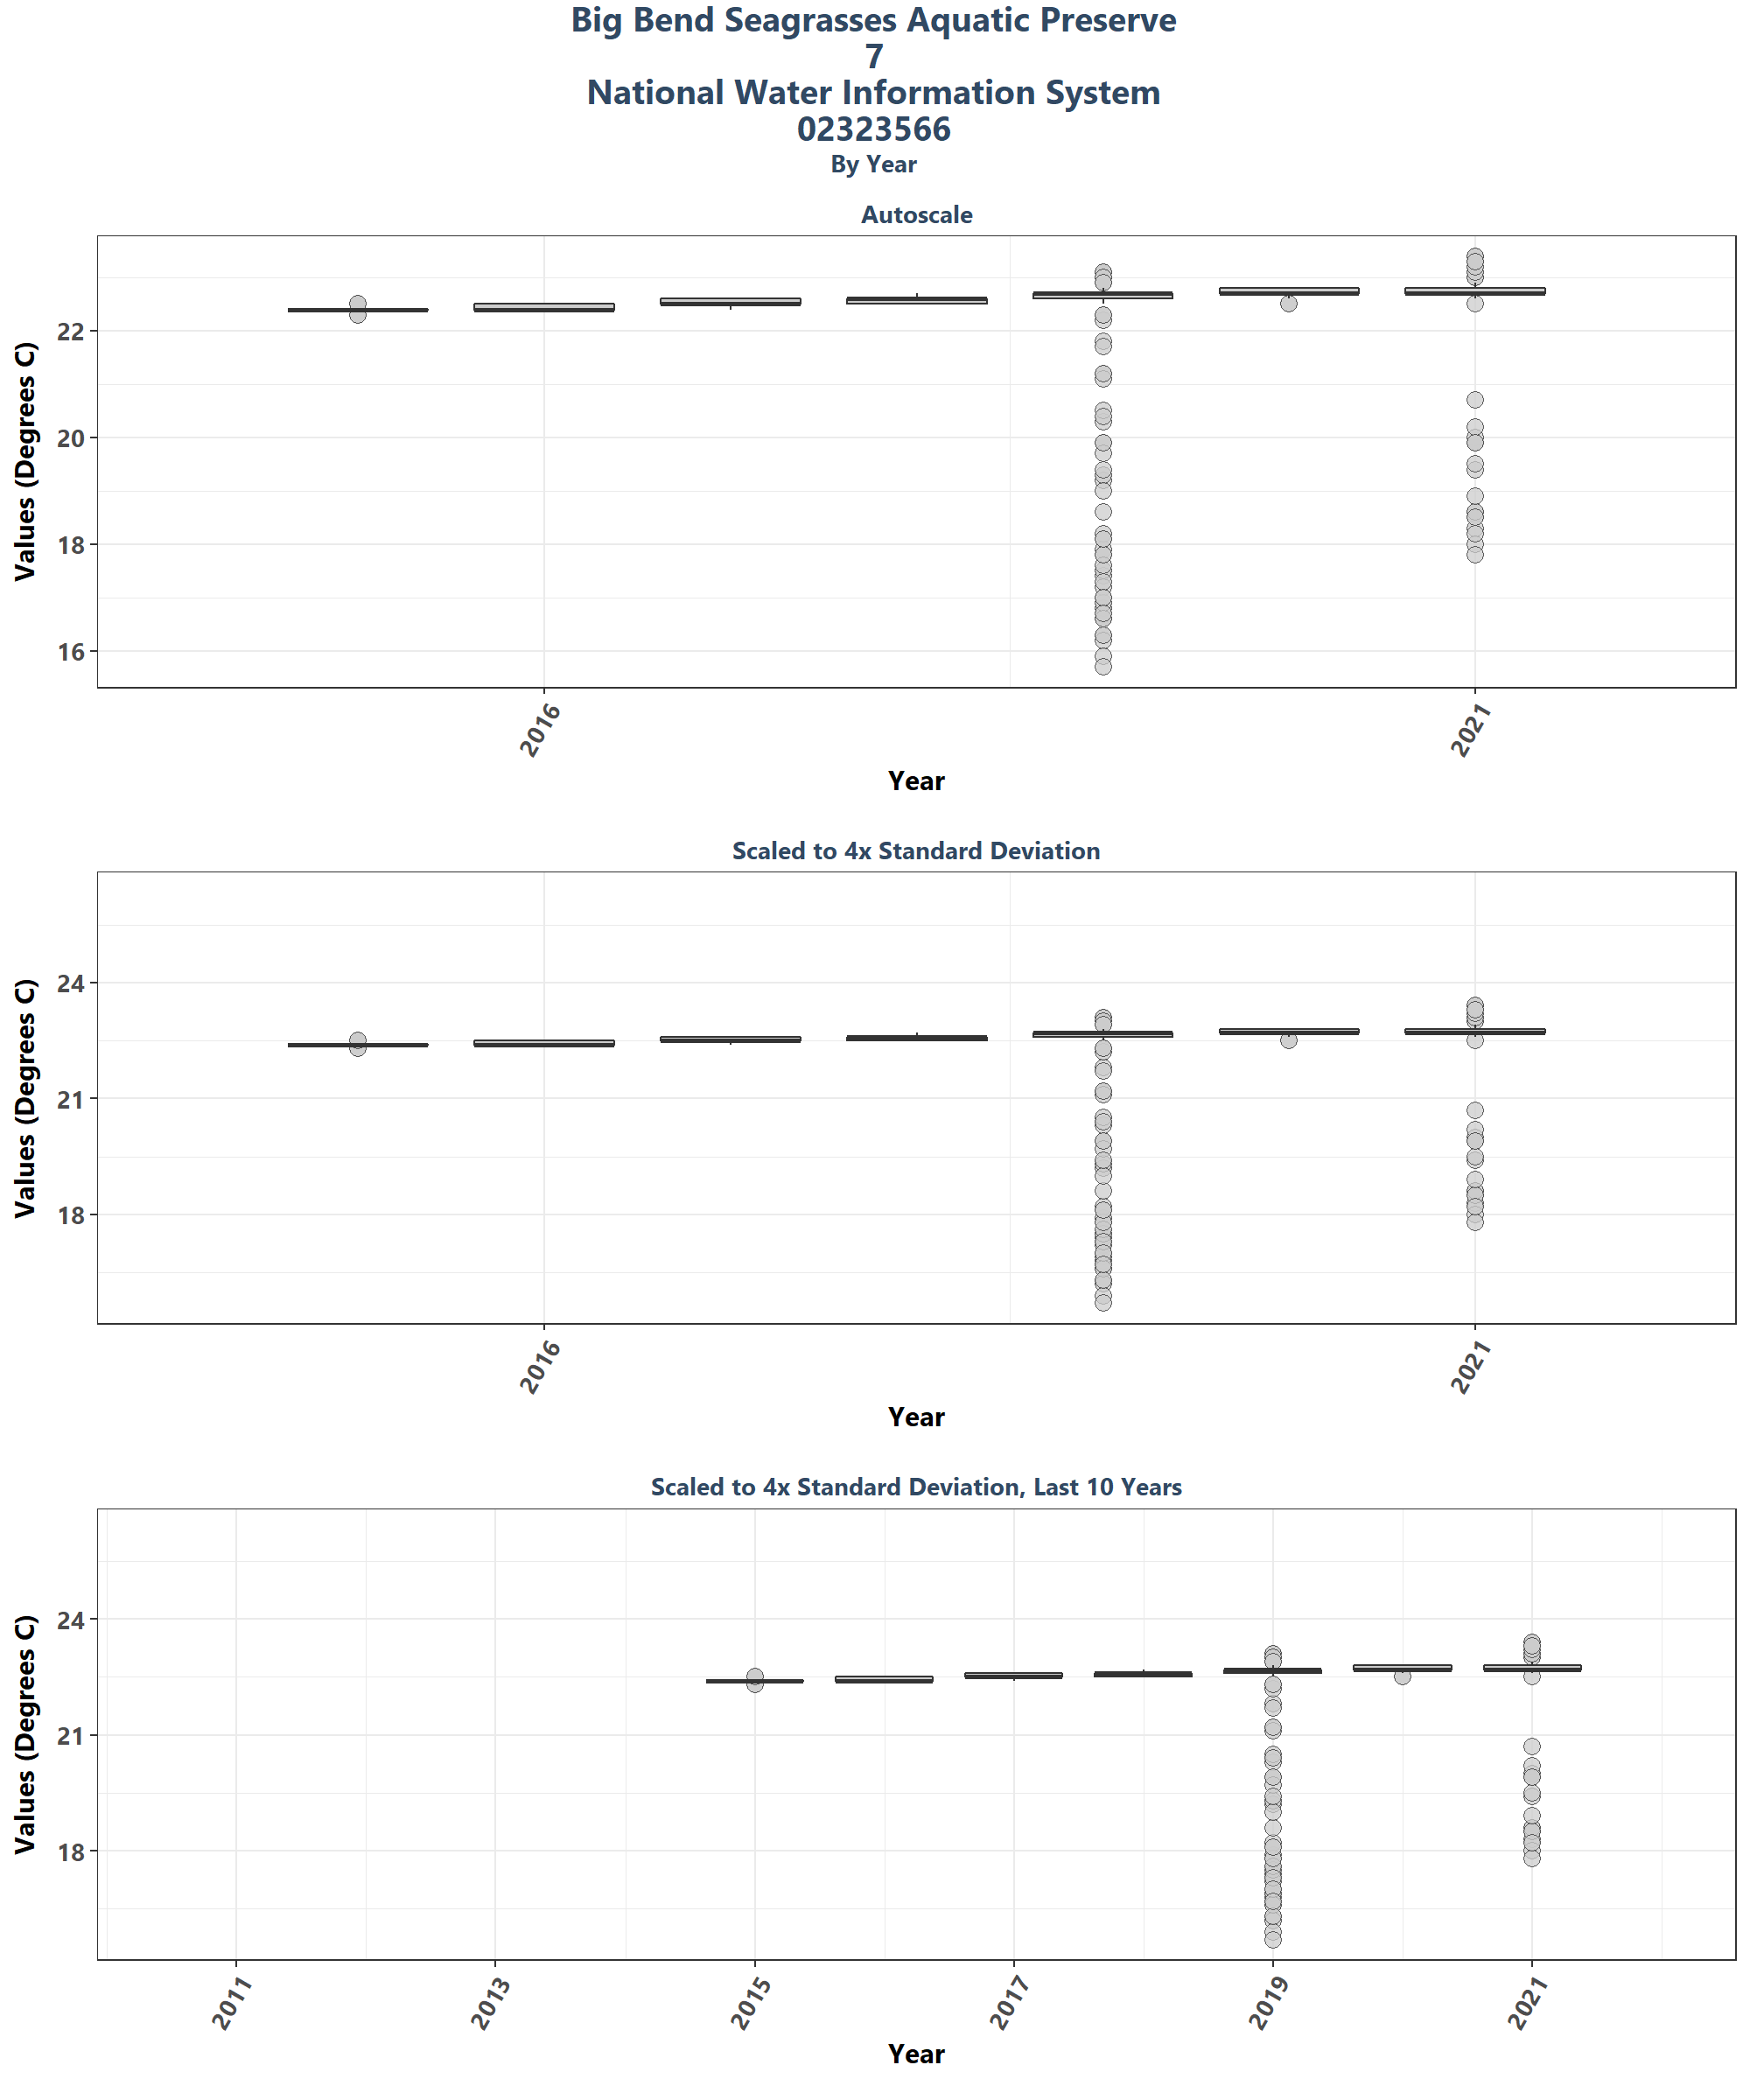 Big Bend Seagrasses Aquatic Preserve
7
National Water Information System
02323566
By Year
Autoscale
Values (Degrees C)
22
20
18
16
2016
2021
Year
Scaled to 4x Standard Deviation
Values (Degrees C)
24
21
18
2016
2021
Year
Scaled to 4x Standard Deviation, Last 10 Years
Values (Degrees C)
24
21
18
2011
2013
2015
2017
2019
2021
Year